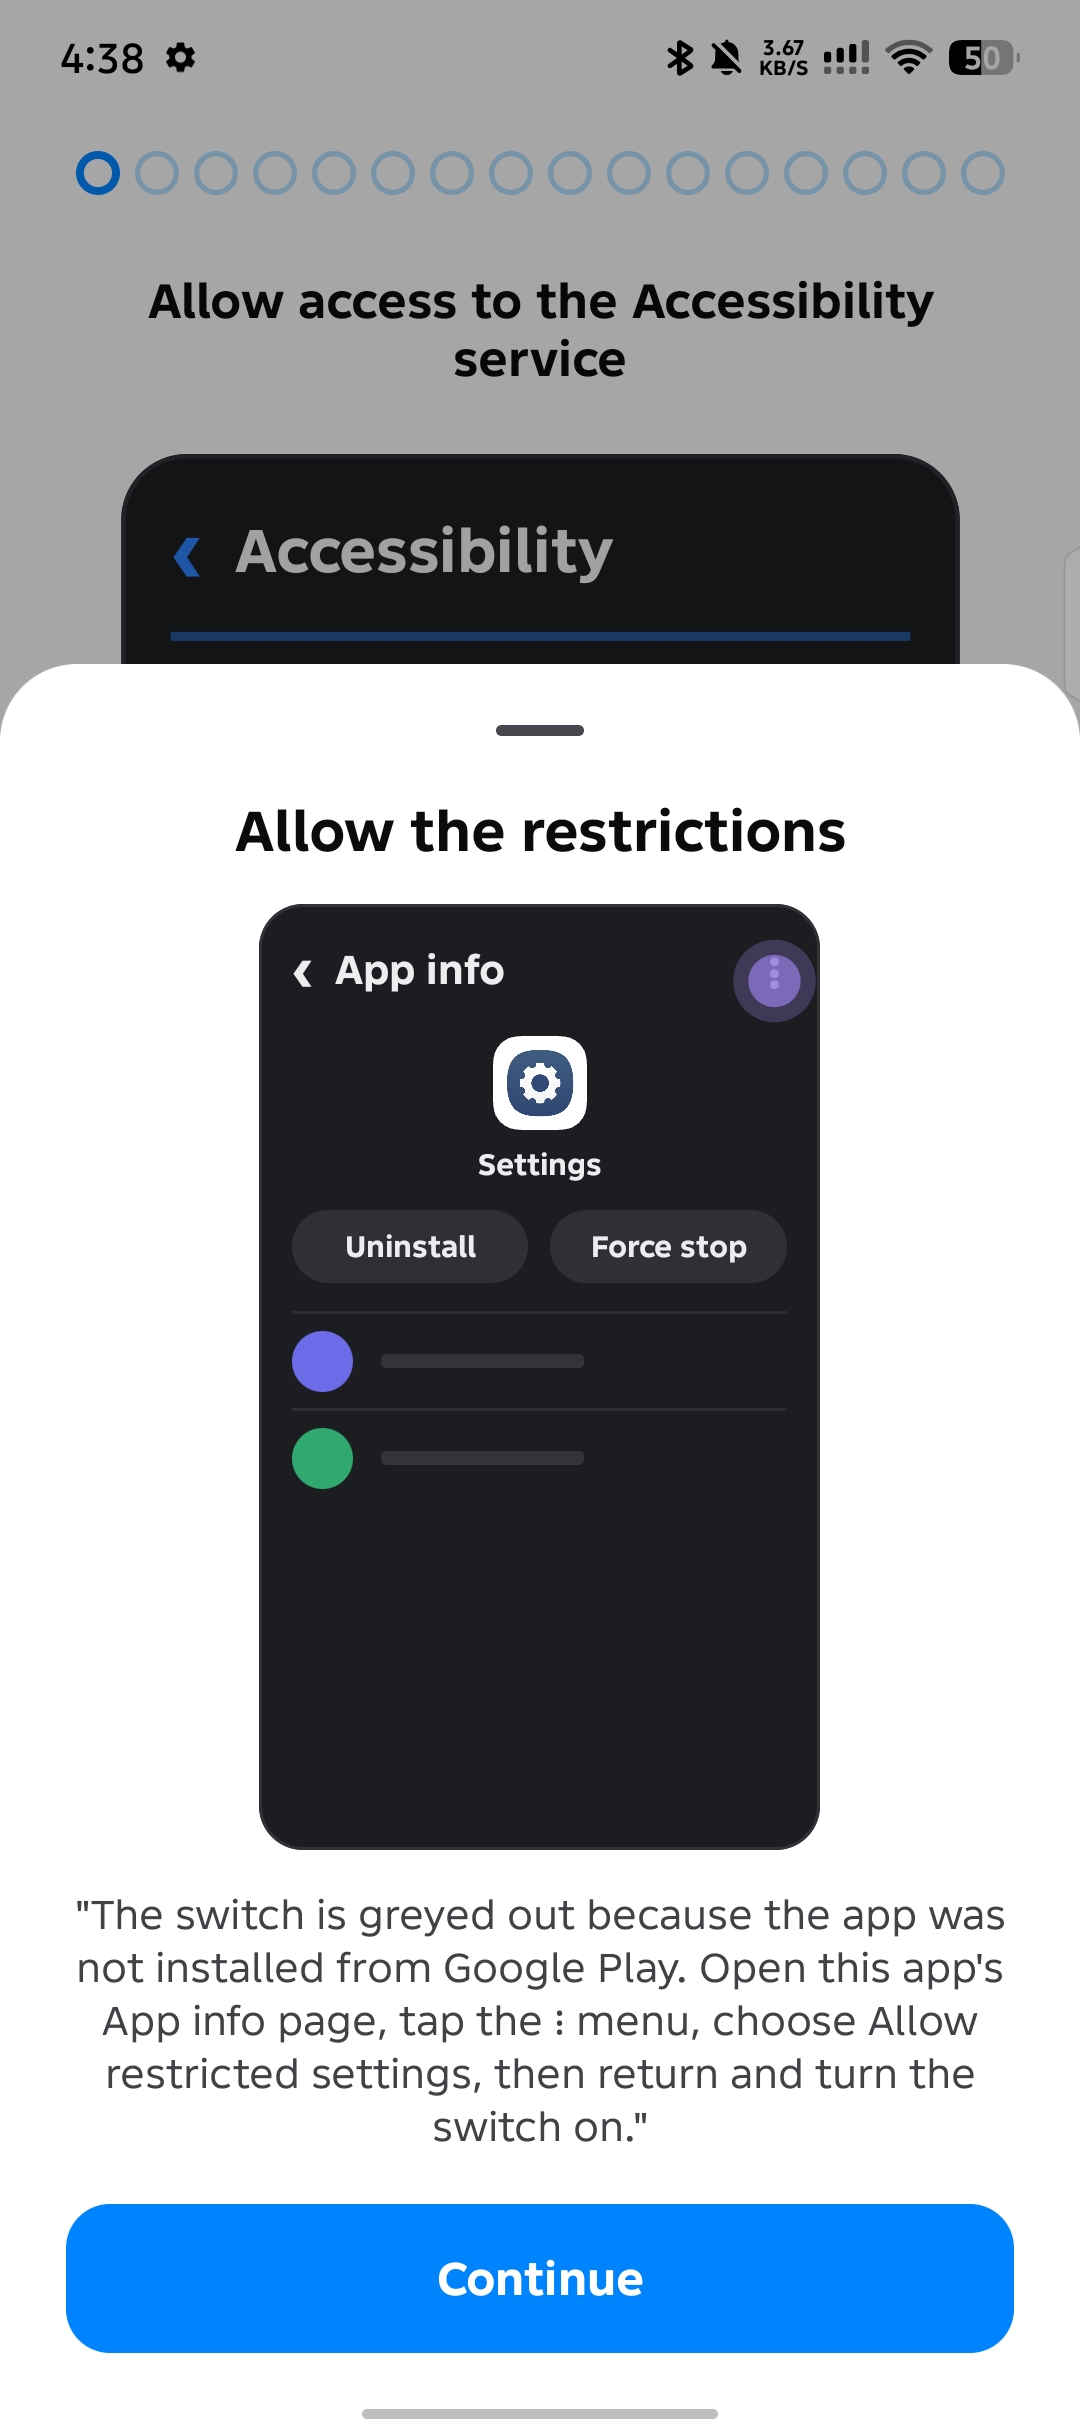 4:38
3.67
KB/S
50
Allow access to the Accessibility
service
Accessibility
Allow the restrictions
App info
Settings
Uninstall
Force stop
"The switch is greyed out because the app was
not installed from Google Play. Open this app's
App info page, tap the ⋮ menu, choose Allow
restricted settings, then return and turn the
switch on."
Continue